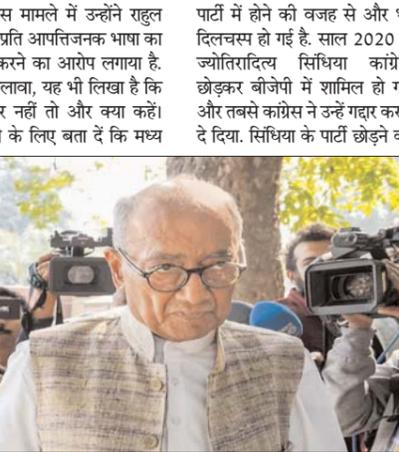 स मामले में उन्होंने राहुल
प्रति आपत्तिजनक भाषा का
करने का आरोप लगाया है.
लावा, यह भी लिखा है कि
र नहीं तो और क्या कहें।
के लिए बता दें कि मध्य
पार्टी में होने की वजह से और
दिलचस्प हो गई है. साल 2020
ज्योतिरादित्य सिंधिया कांग्रे
छोड़कर बीजेपी में शामिल हो ग
और तबसे कांग्रेस ने उन्हें गद्दार कर
दे दिया. सिंधिया के पार्टी छोड़ने व